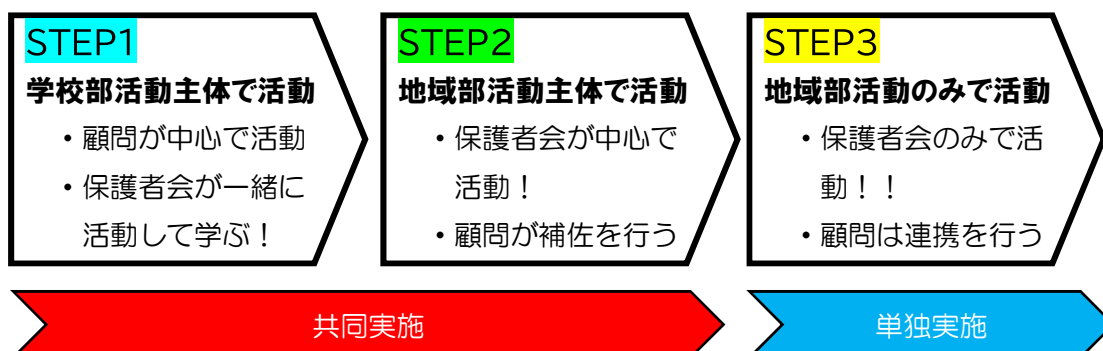 STEP1
学校部活動主体で活動
・顧問が中心で活動
・保護者会が一緒に
活動して学ぶ！
STEP2
地域部活動主体で活動
・保護者会が中心で
活動！
・顧問が補佐を行う
STEP3
地域部活動のみで活動
・保護者会のみで活
動！！
・顧問は連携を行う
共同実施
単独実施